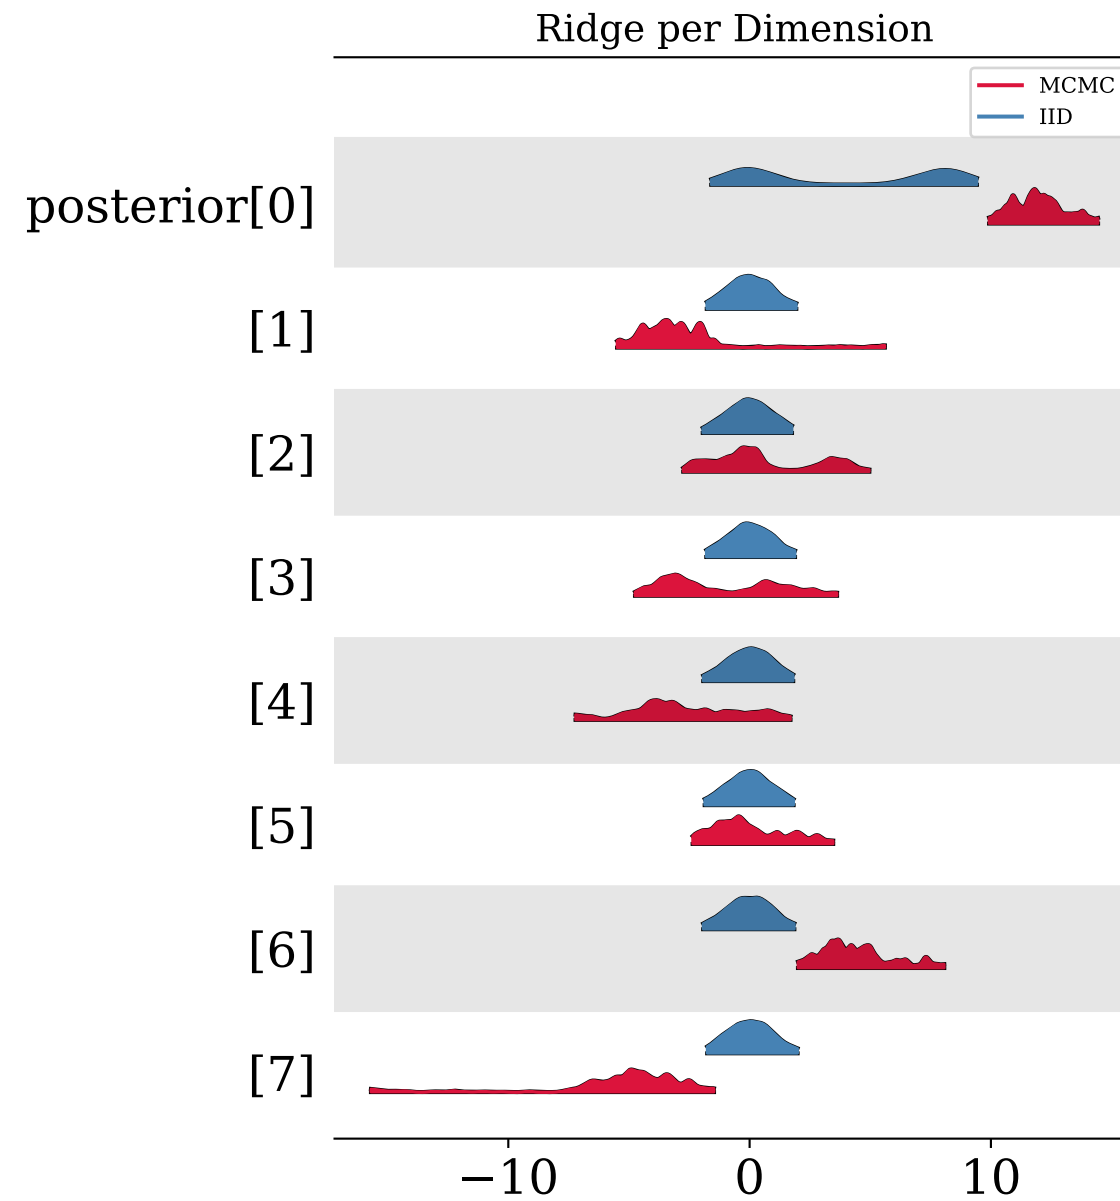 Ridge per Dimension
MCMC
IID
posterior[0]
[1]
[2]
[3]
[4]
[5]
[6]
[7]
−10 0 10